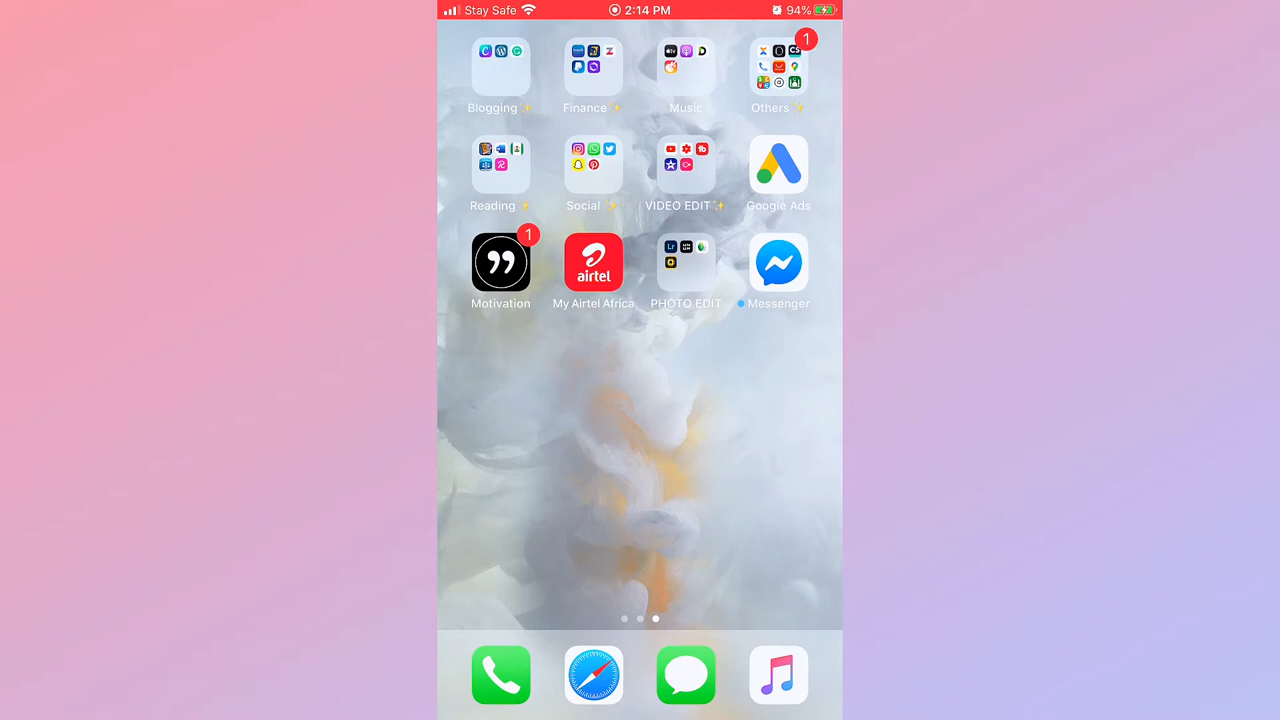 Stay Safe 2:14 PM 94%
1
Blogging✨ Finance✨ Music Others✨
Reading✨ Social ✨ VIDEO EDIT✨ Google Ads
1
airtel
Lr
Motivation My Airtel Africa PHOTO EDIT Messenger